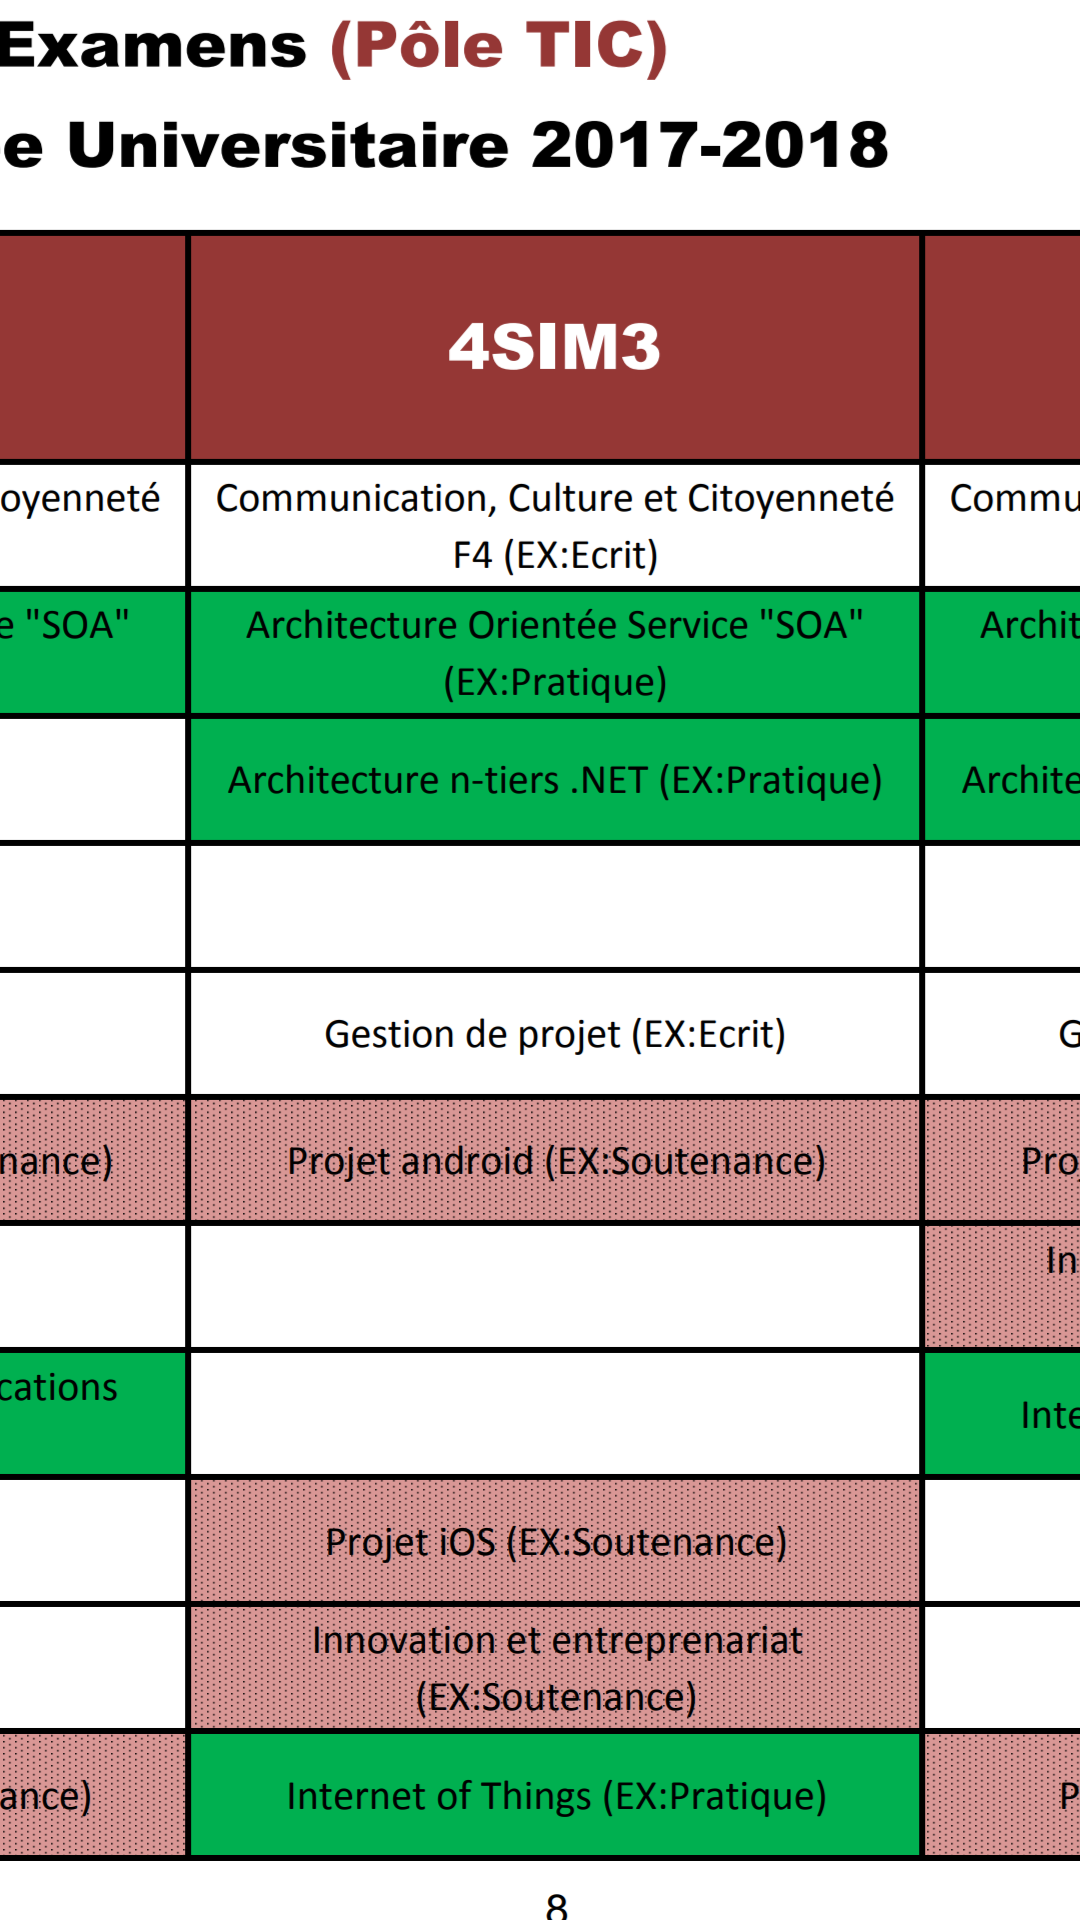 Examens (Pôle TIC)
e Universitaire 2017-2018
4SIM3
oyenneté
Communication, Culture et Citoyenneté
F4 (EX:Ecrit)
Commu
e "SOA"
Architecture Orientée Service "SOA"
(EX:Pratique)
Archit
Architecture n-tiers .NET (EX:Pratique)
Archite
Gestion de projet (EX:Ecrit)
G
nance)
Projet android (EX:Soutenance)
Pro
In
cations
Inte
Projet iOS (EX:Soutenance)
Innovation et entreprenariat
(EX:Soutenance)
ance)
Internet of Things (EX:Pratique)
P
8